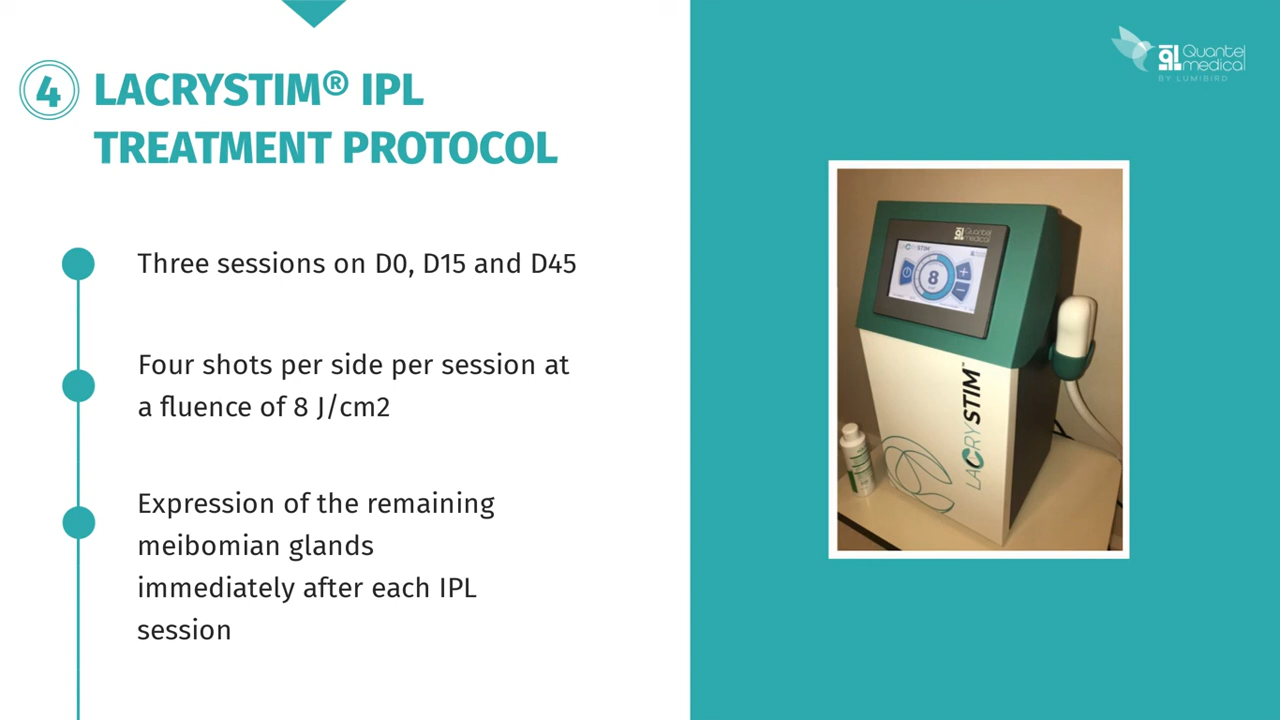 4
LACRYSTIM® IPL
TREATMENT PROTOCOL
Three sessions on D0, D15 and D45
Four shots per side per session at
a fluence of 8 J/cm2
Expression of the remaining
meibomian glands
immediately after each IPL
session
Quantel
medical
BY LUMIBIRD
Quantel
medical
LACRYSTIM
8
LACRYSTIM™